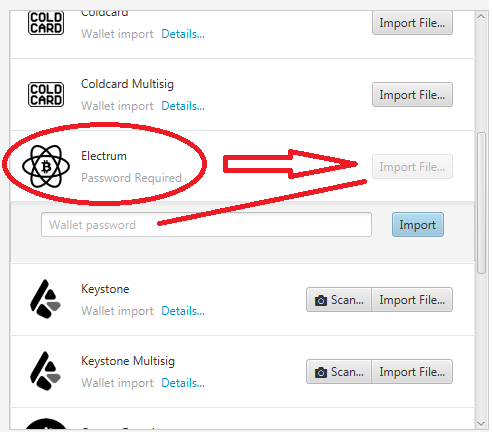 COLD
CARD
Coldcard
Wallet import Details...
Import File...
COLD
CARD
Coldcard Multisig
Wallet import Details...
Import File...
Electrum
Password Required
Import File...
Wallet password
Import
Keystone
Wallet import Details...
Scan...
Import File...
Keystone Multisig
Wallet import Details...
Scan...
Import File...